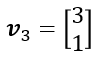 𝒗₃ = [3
1]